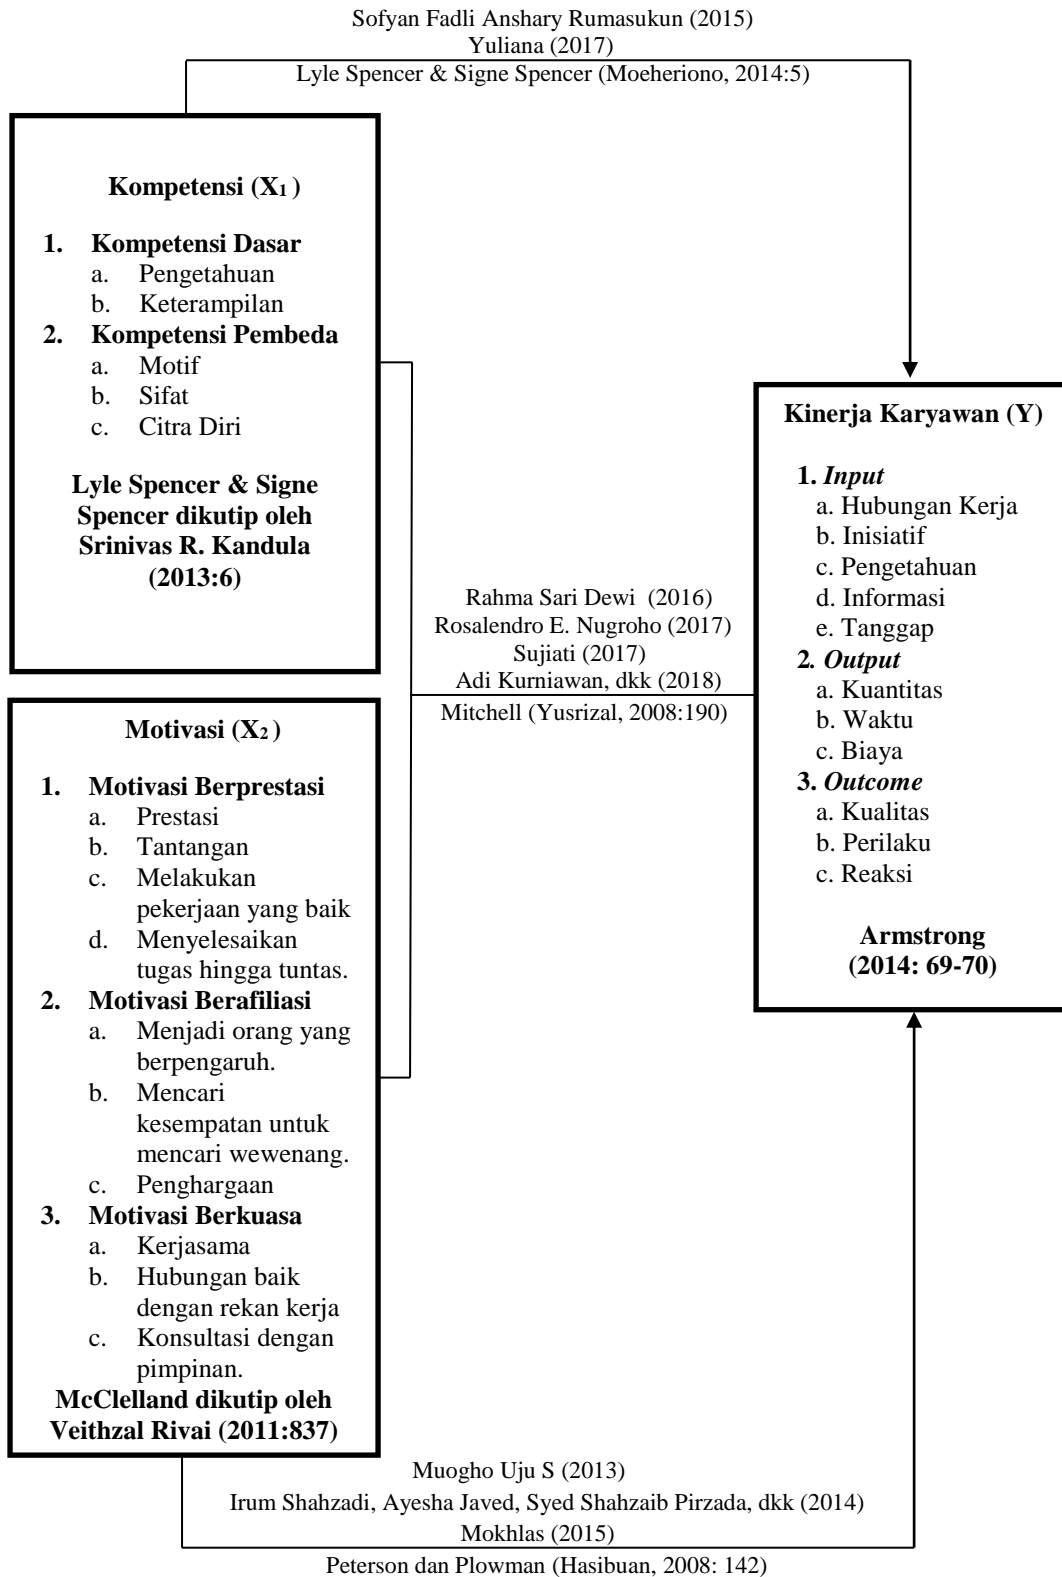 Sofyan Fadli Anshary Rumasukun (2015)
Yuliana (2017)
Lyle Spencer & Signe Spencer (Moeheriono, 2014:5)
Kompetensi (X1 )
1. Kompetensi Dasar
a. Pengetahuan
b. Keterampilan
2. Kompetensi Pembeda
a. Motif
b. Sifat
c. Citra Diri
Lyle Spencer & Signe
Spencer dikutip oleh
Srinivas R. Kandula
(2013:6)
Rahma Sari Dewi (2016)
Rosalendro E. Nugroho (2017)
Sujiati (2017)
Adi Kurniawan, dkk (2018)
Mitchell (Yusrizal, 2008:190)
Kinerja Karyawan (Y)
1. Input
a. Hubungan Kerja
b. Inisiatif
c. Pengetahuan
d. Informasi
e. Tanggap
2. Output
a. Kuantitas
b. Waktu
c. Biaya
3. Outcome
a. Kualitas
b. Perilaku
c. Reaksi
Armstrong
(2014: 69-70)
Motivasi (X2 )
1. Motivasi Berprestasi
a. Prestasi
b. Tantangan
c. Melakukan
pekerjaan yang baik
d. Menyelesaikan
tugas hingga tuntas.
2. Motivasi Berafiliasi
a. Menjadi orang yang
berpengaruh.
b. Mencari
kesempatan untuk
mencari wewenang.
c. Penghargaan
3. Motivasi Berkuasa
a. Kerjasama
b. Hubungan baik
dengan rekan kerja
c. Konsultasi dengan
pimpinan.
McClelland dikutip oleh
Veithzal Rivai (2011:837)
Muogho Uju S (2013)
Irum Shahzadi, Ayesha Javed, Syed Shahzaib Pirzada, dkk (2014)
Mokhlas (2015)
Peterson dan Plowman (Hasibuan, 2008: 142)